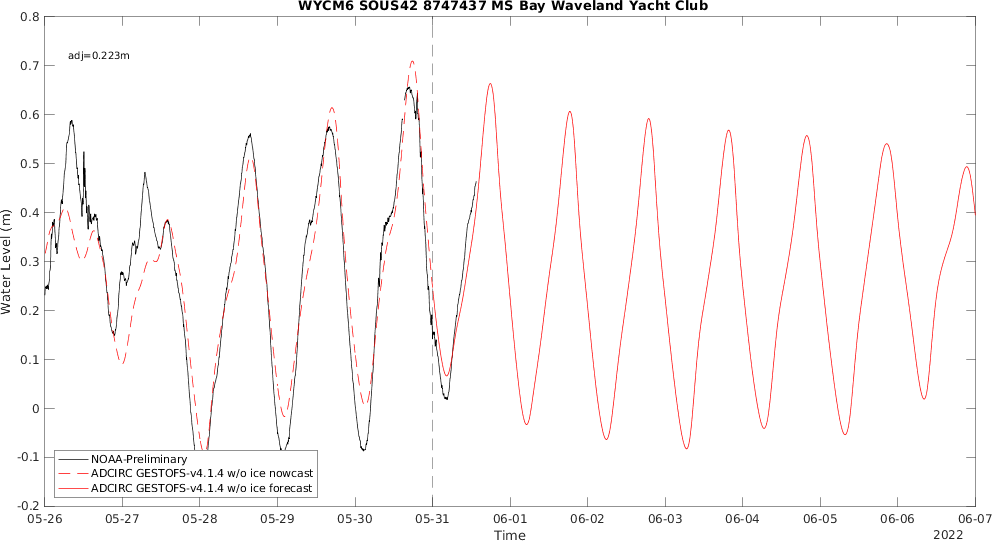 WYCM6 SOUS42 8747437 MS Bay Waveland Yacht Club
adj=0.223m
Water Level (m)
0.8
0.7
0.6
0.5
0.4
0.3
0.2
0.1
0
-0.1
-0.2
NOAA-Preliminary
ADCIRC GESTOFS-v4.1.4 w/o ice nowcast
ADCIRC GESTOFS-v4.1.4 w/o ice forecast
05-26 05-27 05-28 05-29 05-30 05-31 06-01 06-02 06-03 06-04 06-05 06-06 06-07
Time
2022